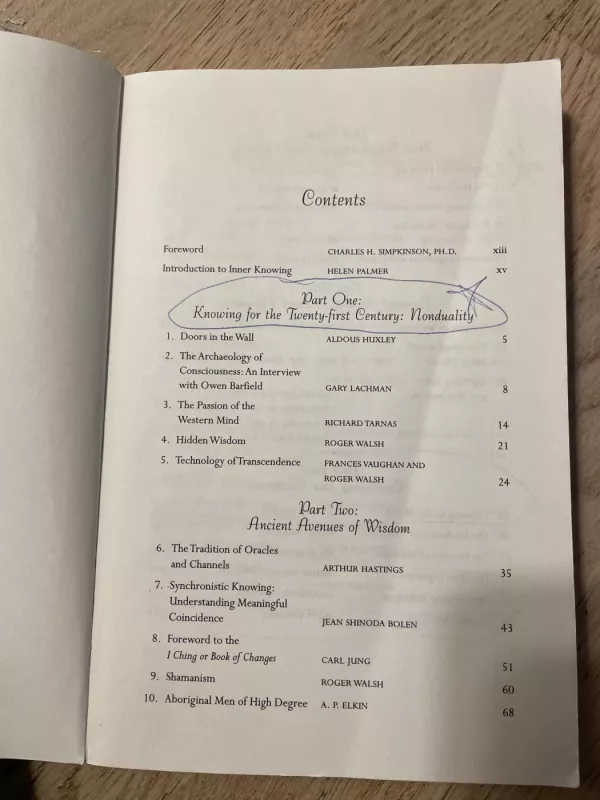 Contents
Foreword CHARLES H. SIMPKINSON, PH.D. xiii
Introduction to Inner Knowing HELEN PALMER xv
Part One:
Knowing for the Twenty-first Century: Nonduality
1. Doors in the Wall ALDOUS HUXLEY 5
2. The Archaeology of
Consciousness: An Interview
with Owen Barfield GARY LACHMAN 8
3. The Passion of the
Western Mind RICHARD TARNAS 14
4. Hidden Wisdom ROGER WALSH 21
5. Technology of Transcendence FRANCES VAUGHAN AND
ROGER WALSH 24
Part Two:
Ancient Avenues of Wisdom
6. The Tradition of Oracles
and Channels ARTHUR HASTINGS 35
7. Synchronistic Knowing:
Understanding Meaningful
Coincidence JEAN SHINODA BOLEN 43
8. Foreword to the
I Ching or Book of Changes CARL JUNG 51
9. Shamanism ROGER WALSH 60
10. Aboriginal Men of High Degree A. P. ELKIN 68